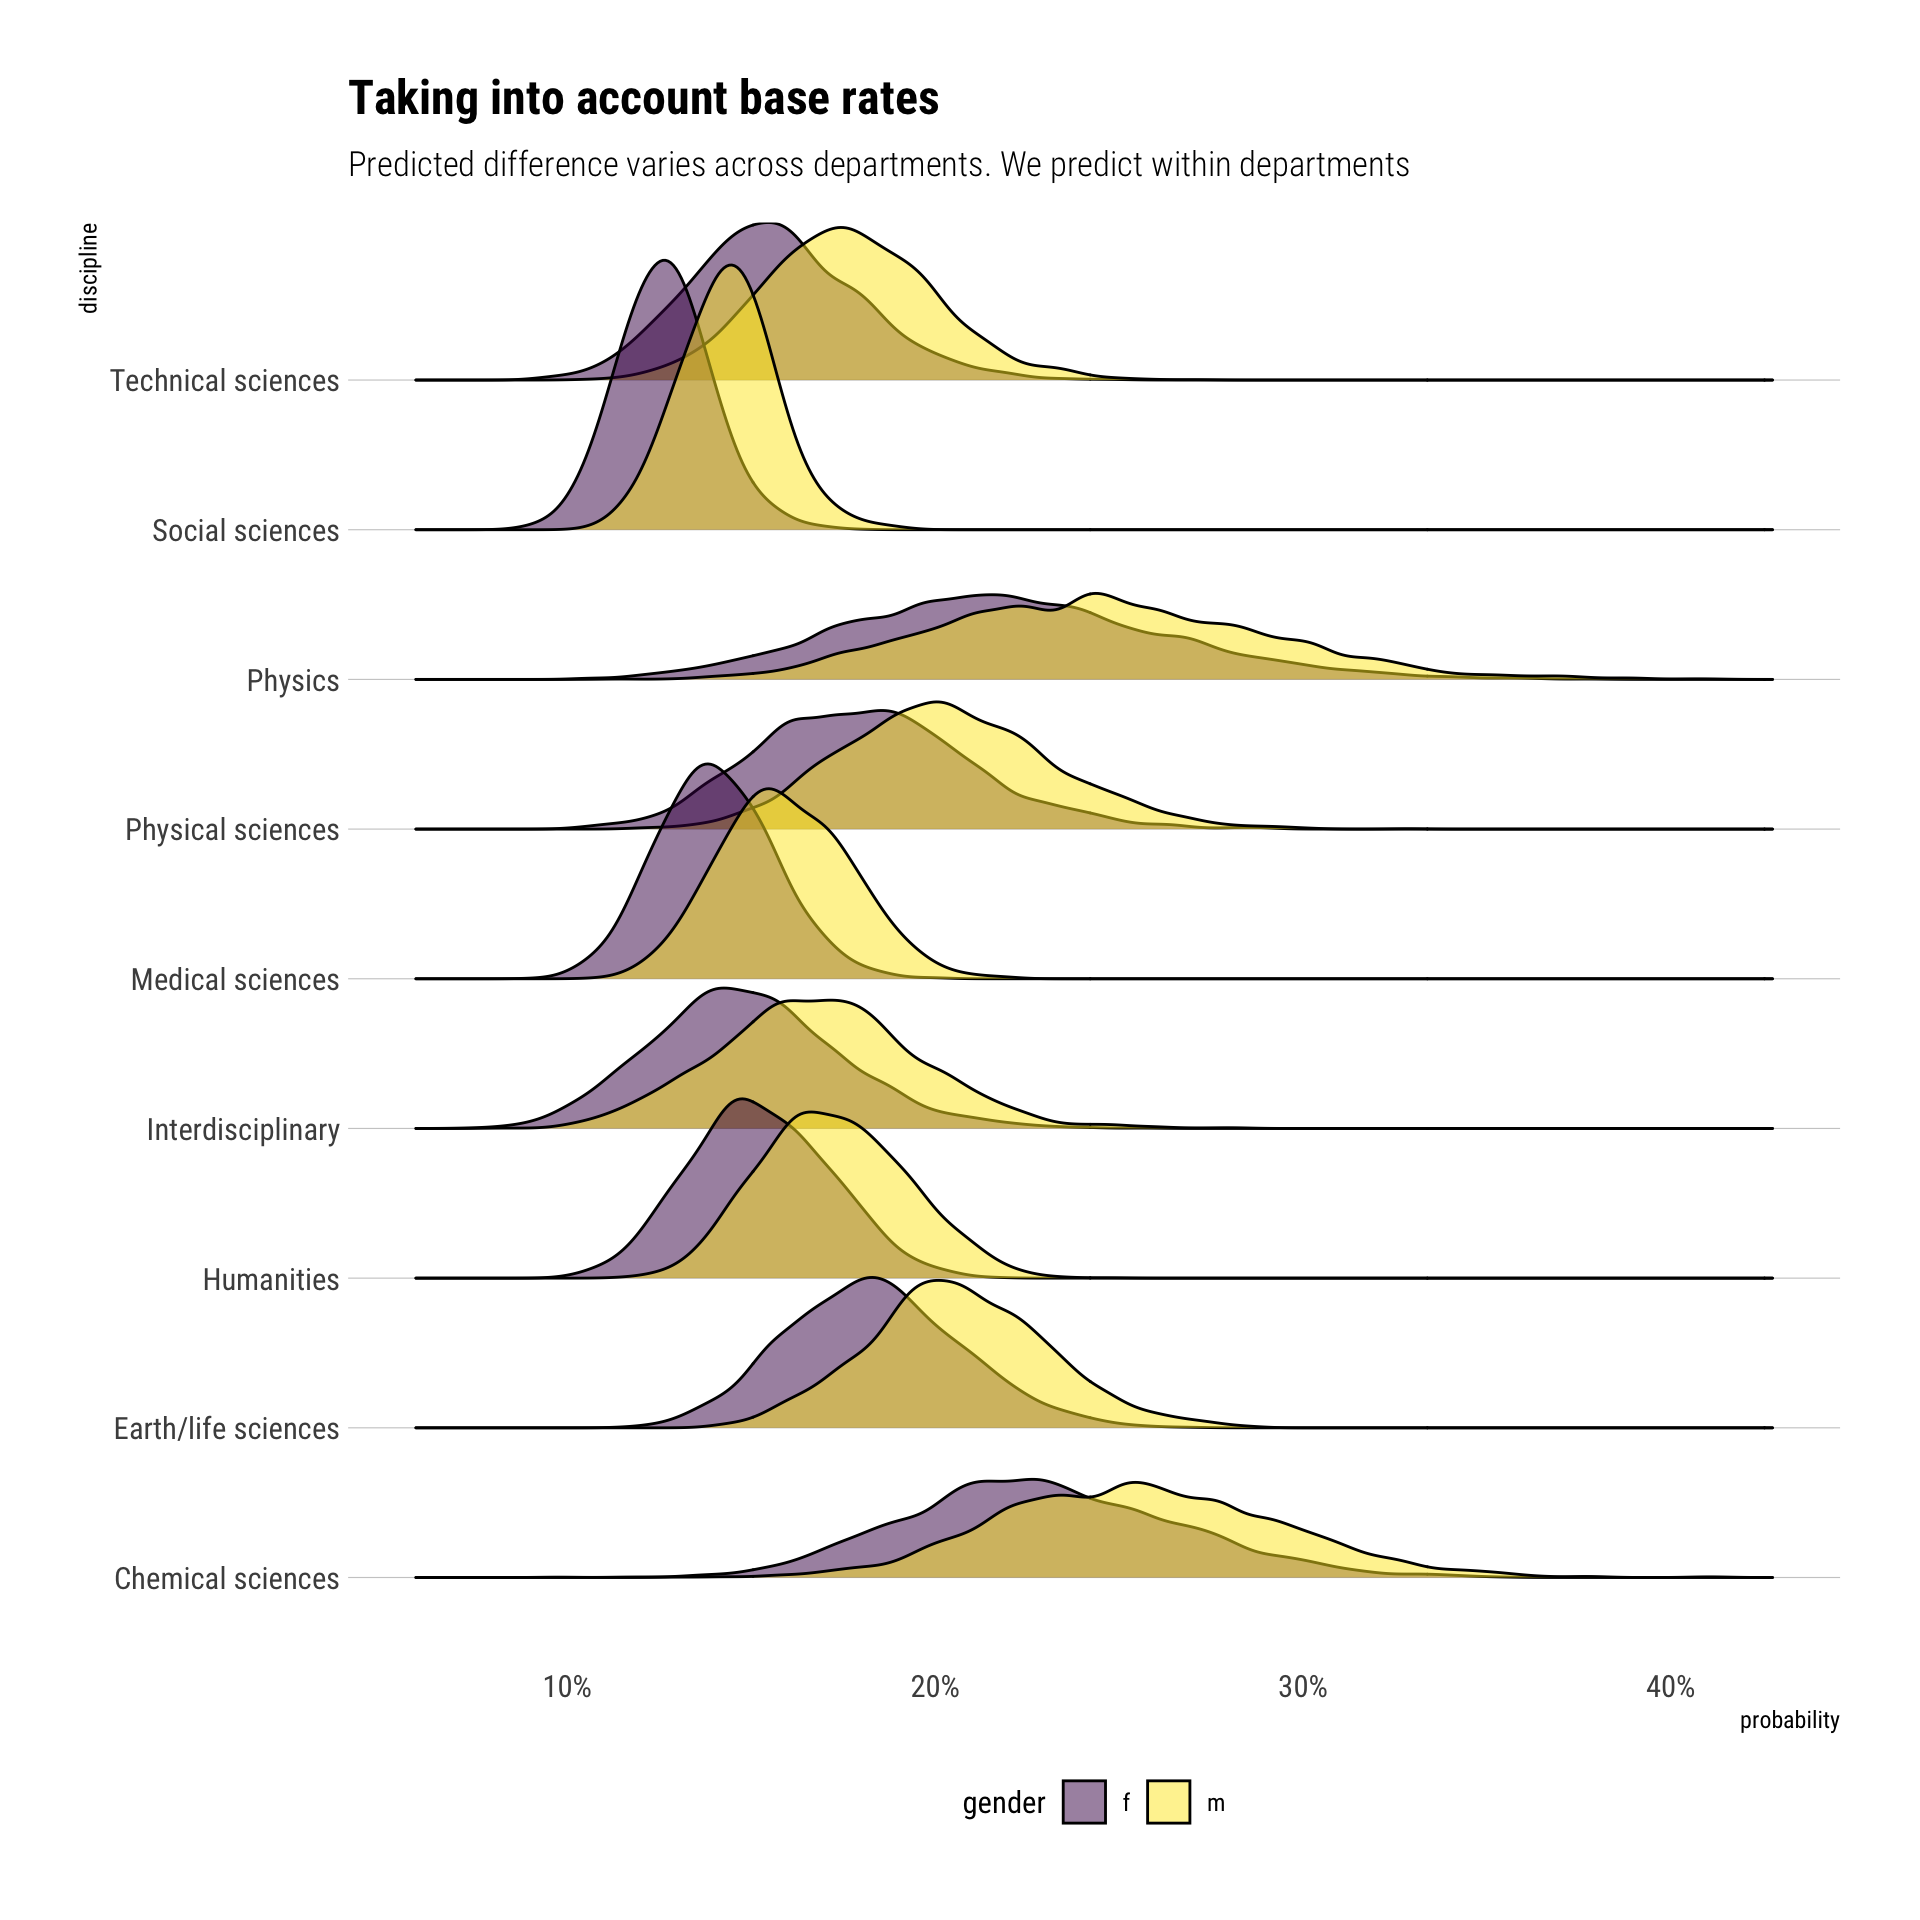 Taking into account base rates
Predicted difference varies across departments. We predict within departments
discipline
Technical sciences
Social sciences
Physics
Physical sciences
Medical sciences
Interdisciplinary
Humanities
Earth/life sciences
Chemical sciences
10% 20% 30% 40%
probability
gender f m